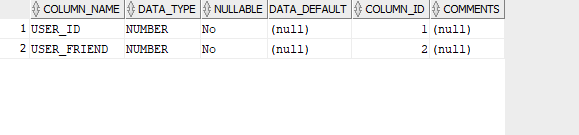 COLUMN_NAME DATA_TYPE NULLABLE DATA_DEFAULT COLUMN_ID COMMENTS
1 USER_ID NUMBER No (null) 1 (null)
2 USER_FRIEND NUMBER No (null) 2 (null)